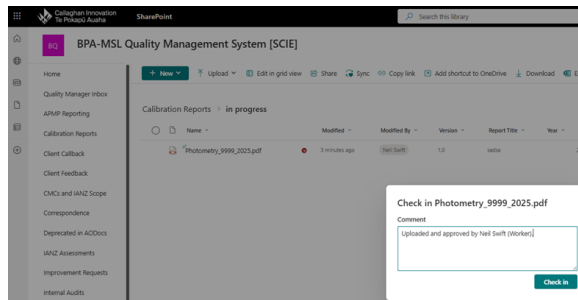 Callaghan Innovation
Te Pokapū Auaha
SharePoint
Search this library
BQ
BPA-MSL Quality Management System [SCIE]
Home
Quality Manager Inbox
APMP Reporting
Calibration Reports
Client Callback
Client Feedback
CMCs and IANZ Scope
Correspondence
Deprecated in AODocs
IANZ Assessments
Improvement Requests
Internal Audits
New
Upload
Edit in grid view
Share
Sync
Copy link
Add shortcut to OneDrive
Download
Calibration Reports > in progress
Name
Modified
Modified By
Version
Report Title
Year
Photometry_9999_2025.pdf
3 minutes ago
Neil Swift
1.0
Check in Photometry_9999_2025.pdf
Comment
Uploaded and approved by Neil Swift (Worker).
Check in